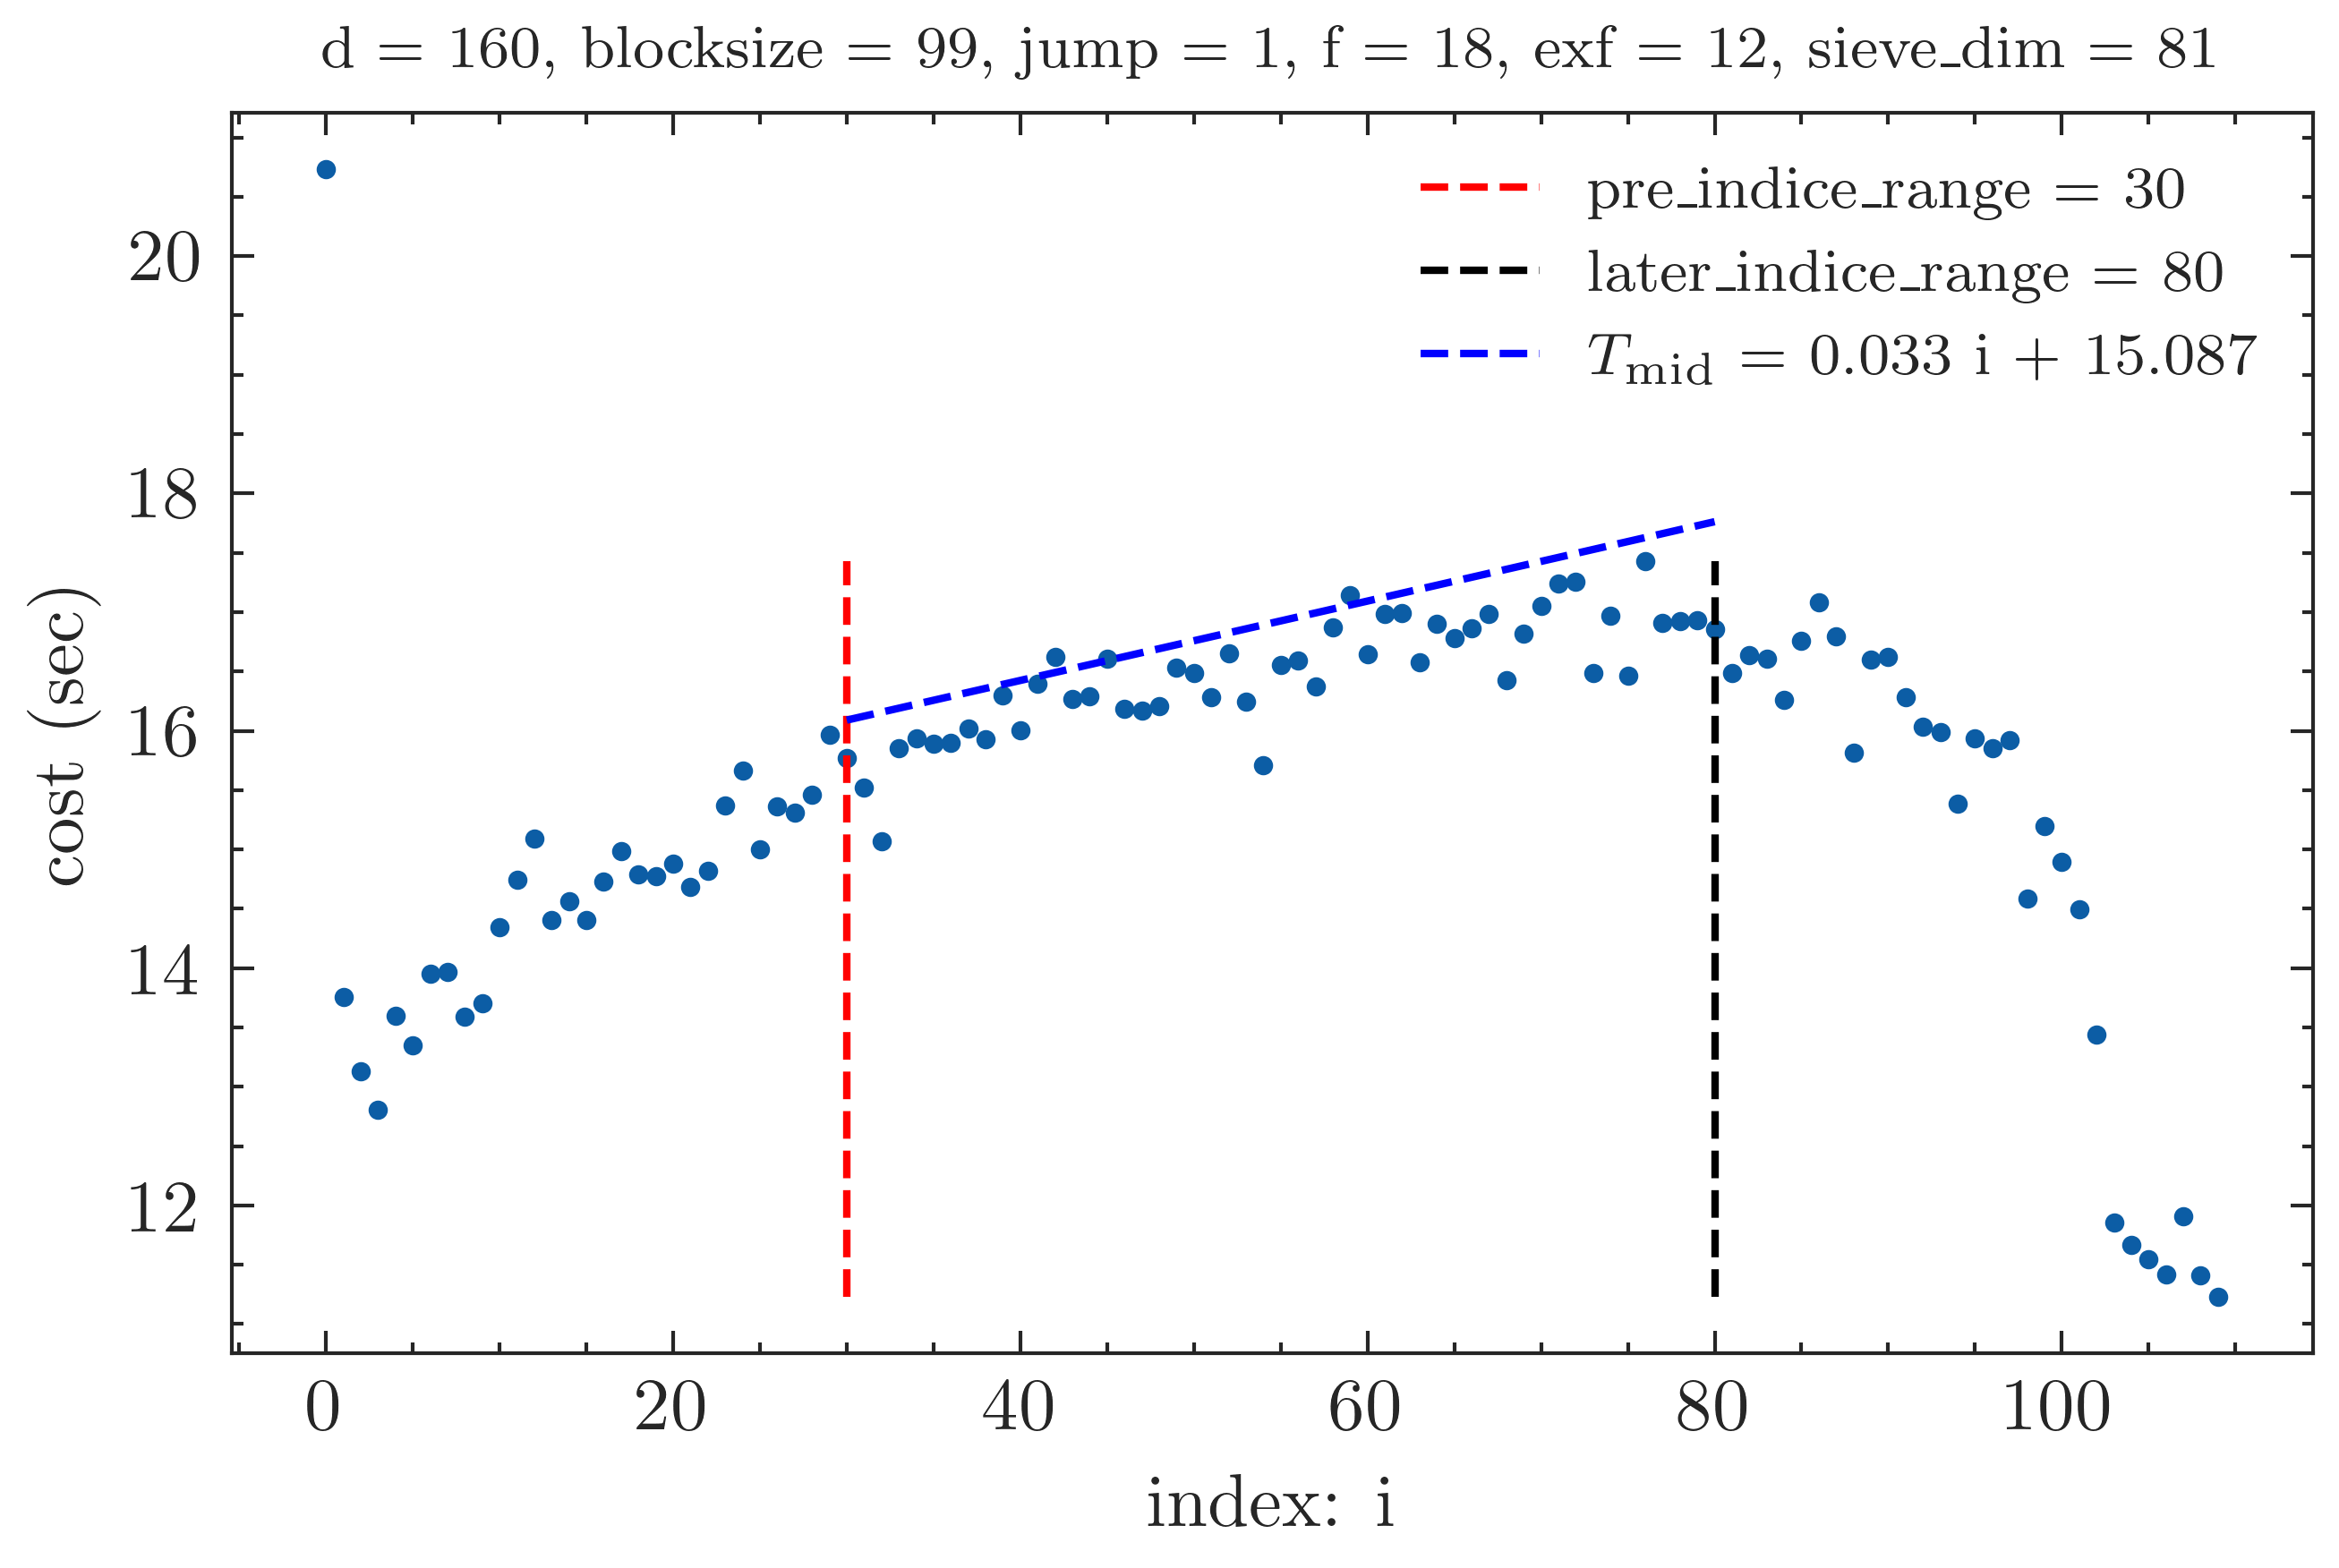 d = 160, blocksize = 99, jump = 1, f = 18, exf = 12, sieve_dim = 81
pre_indice_range = 30
later_indice_range = 80
T_mid = 0.033 i + 15.087
20
18
16
14
12
cost (sec)
0 20 40 60 80 100
index: i